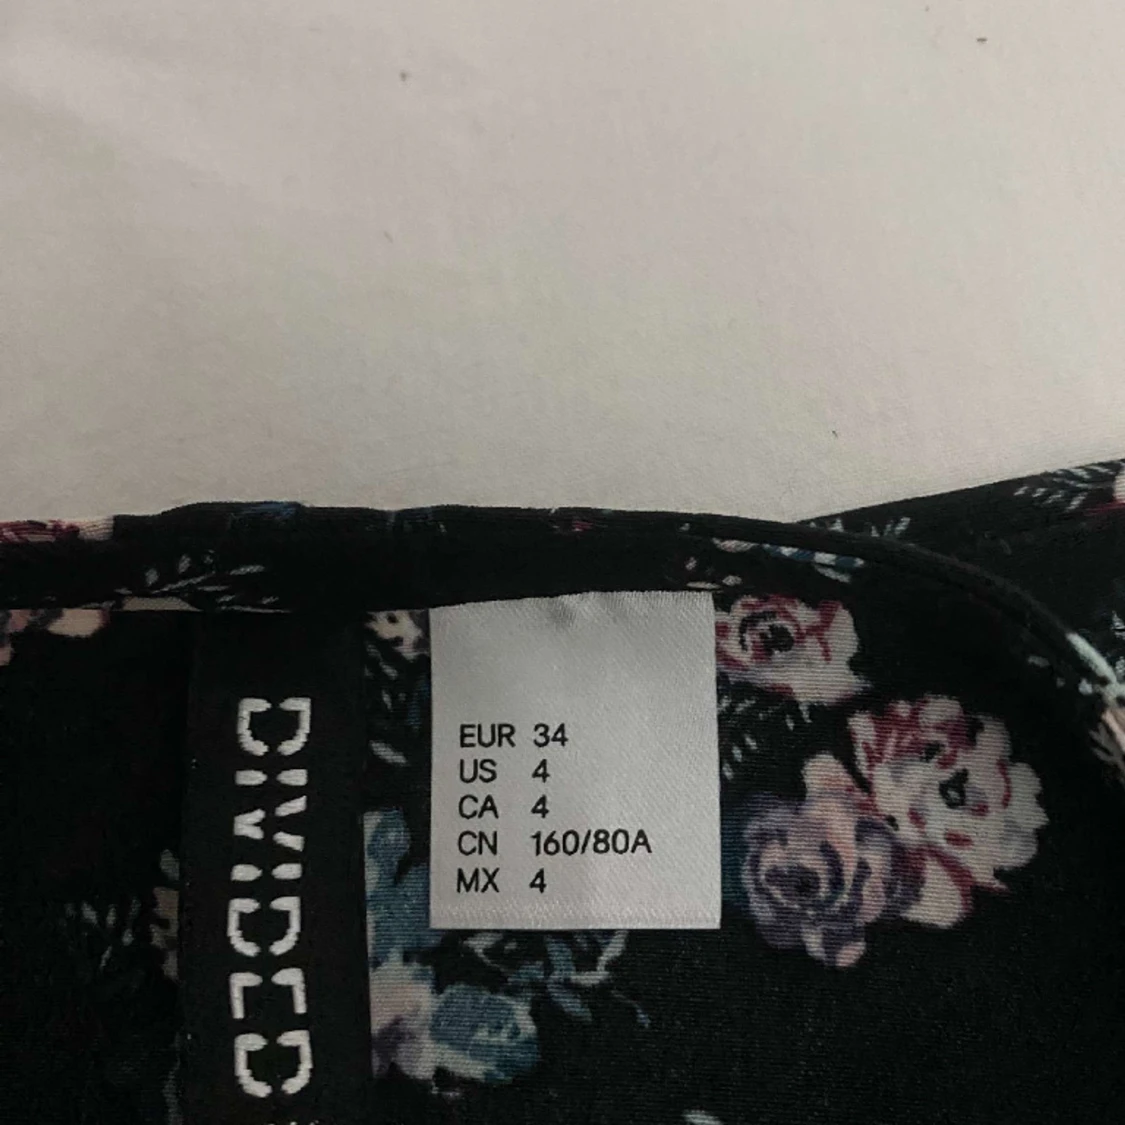 DIVIDED
EUR 34
US 4
CA 4
CN 160/80A
MX 4